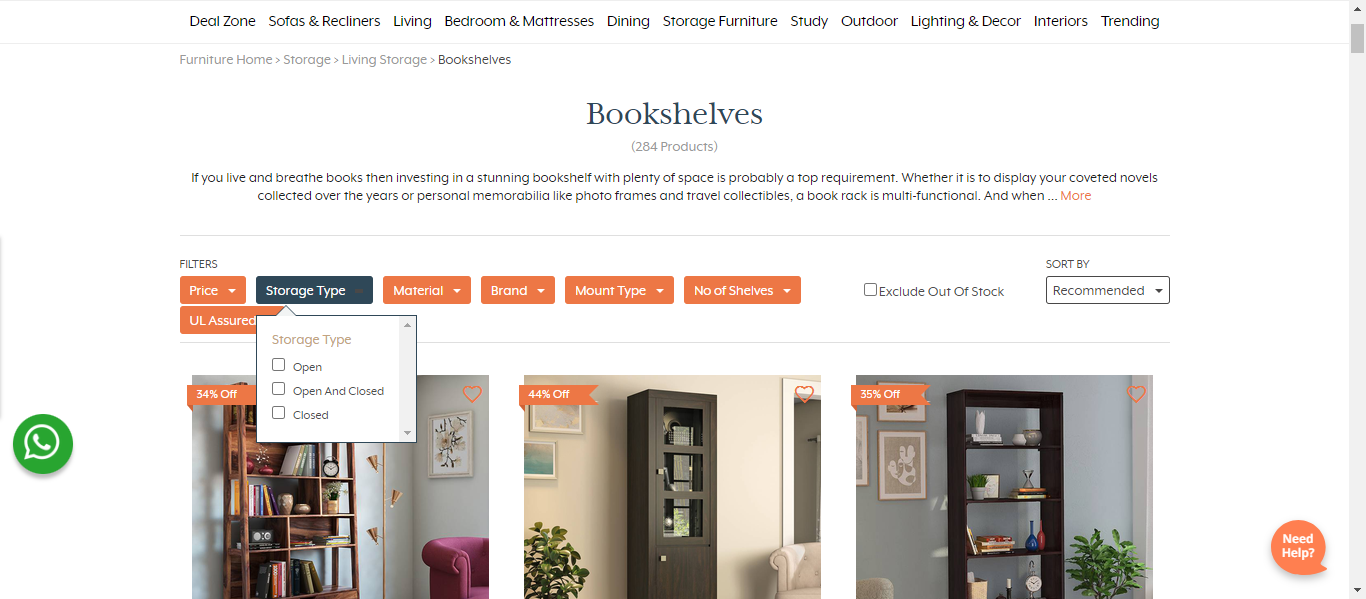 Deal Zone Sofas & Recliners Living Bedroom & Mattresses Dining Storage Furniture Study Outdoor Lighting & Decor Interiors Trending
Furniture Home > Storage > Living Storage > Bookshelves
Bookshelves
(284 Products)
If you live and breathe books then investing in a stunning bookshelf with plenty of space is probably a top requirement. Whether it is to display your coveted novels
collected over the years or personal memorabilia like photo frames and travel collectibles, a book rack is multi-functional. And when ... More
FILTERS
SORT BY
Price Storage Type Material Brand Mount Type No of Shelves
Exclude Out Of Stock
Recommended
UL Assured
Storage Type
Open
Open And Closed
Closed
34% Off
44% Off
35% Off
Need
Help?